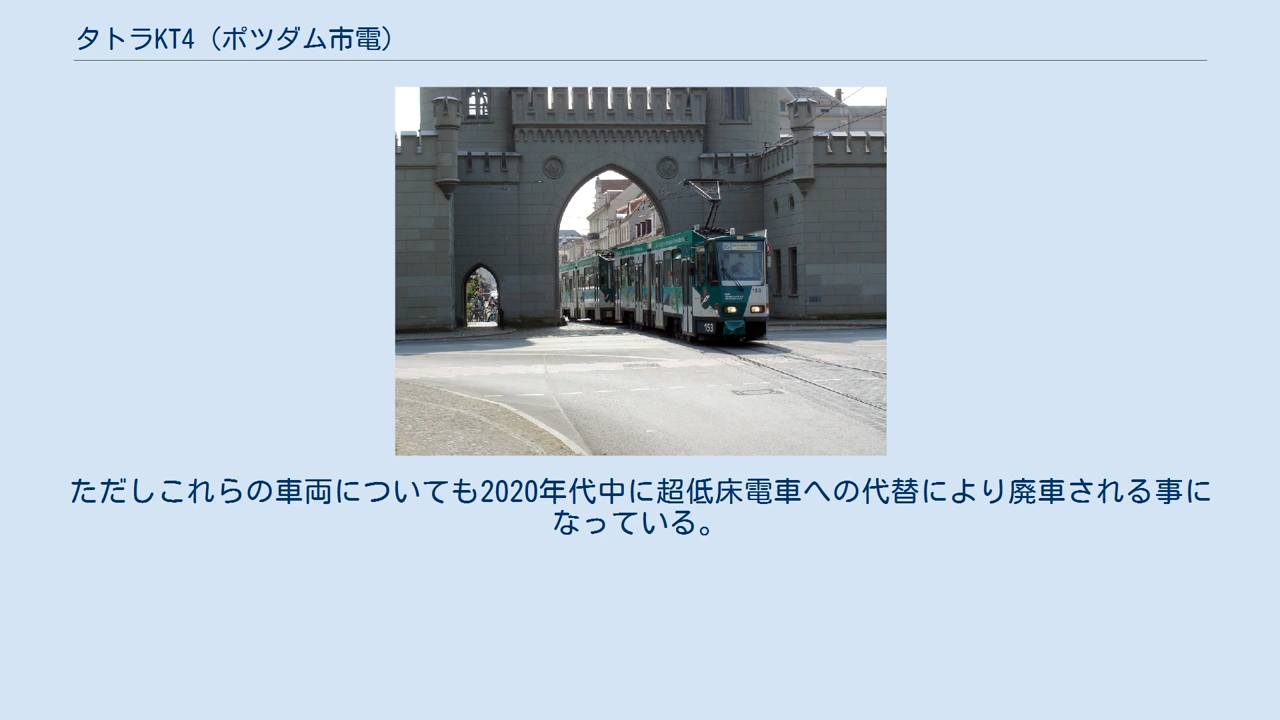 タトラKT4（ポツダム市電）
153
ただしこれらの車両についても2020年代中に超低床電車への代替により廃車される事に
なっている。